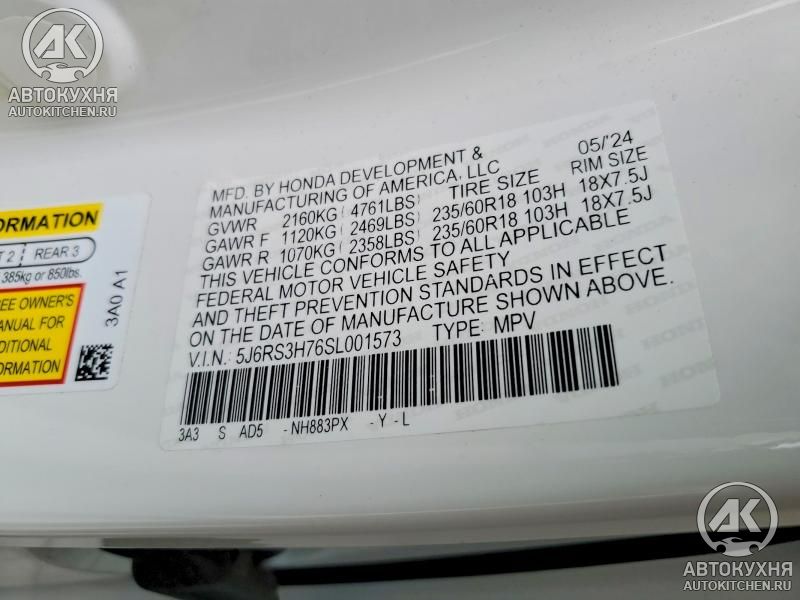 АВТОКУХНЯ
AUTOKITCHEN.RU
ORMATION
T 2 REAR 3
385kg or 850lbs.
EE OWNER'S
ANUAL FOR
DITIONAL
ORMATION
3A0 A1
MFD. BY HONDA DEVELOPMENT & 05/'24
MANUFACTURING OF AMERICA, LLC TIRE SIZE RIM SIZE
GVWR 2160KG ( 4761LBS)
GAWR F 1120KG ( 2469LBS) 235/60R18 103H 18X7.5J
GAWR R 1070KG ( 2358LBS) 235/60R18 103H 18X7.5J
THIS VEHICLE CONFORMS TO ALL APPLICABLE
FEDERAL MOTOR VEHICLE SAFETY
AND THEFT PREVENTION STANDARDS IN EFFECT
ON THE DATE OF MANUFACTURE SHOWN ABOVE.
V.I.N.: 5J6RS3H76SL001573 TYPE: MPV
3A3 S AD5 -NH883PX -Y-L
АВТОКУХНЯ
AUTOKITCHEN.RU